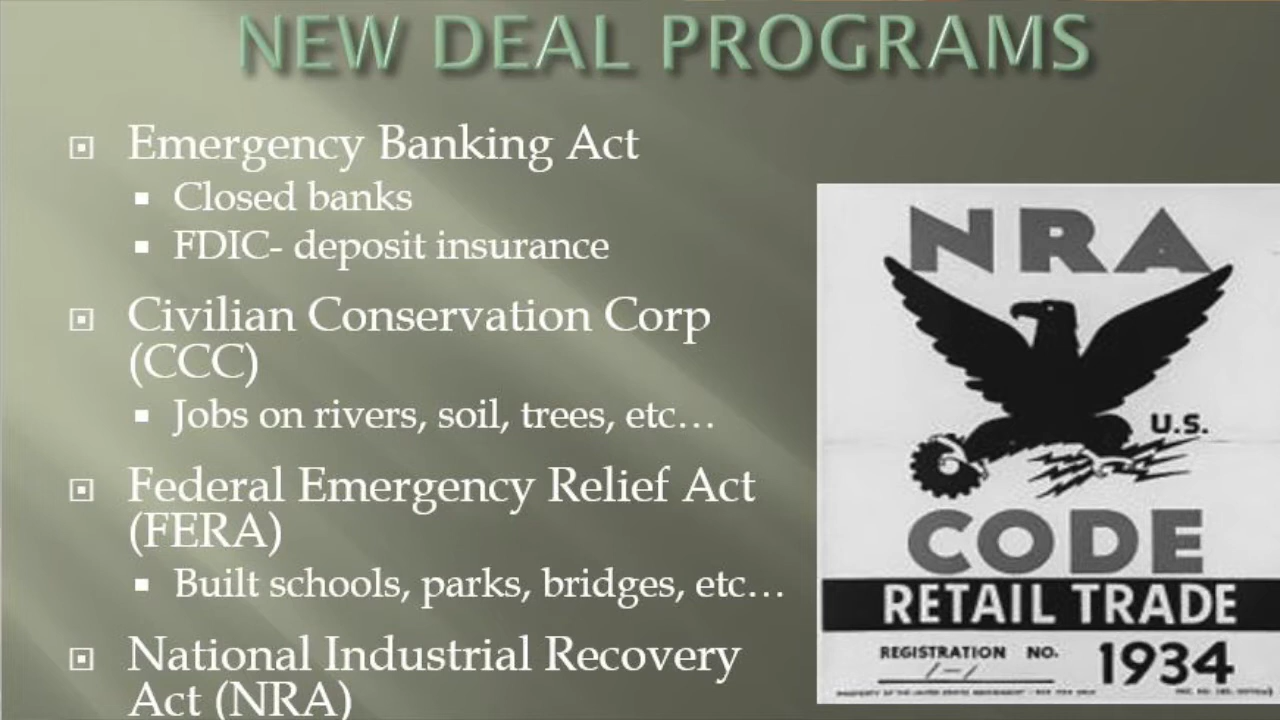 NEW DEAL PROGRAMS
Emergency Banking Act
Closed banks
FDIC- deposit insurance
Civilian Conservation Corp
(CCC)
Jobs on rivers, soil, trees, etc…
Federal Emergency Relief Act
(FERA)
Built schools, parks, bridges, etc…
National Industrial Recovery
Act (NRA)
NRA
U.S.
CODE
RETAIL TRADE
REGISTRATION NO.
1934